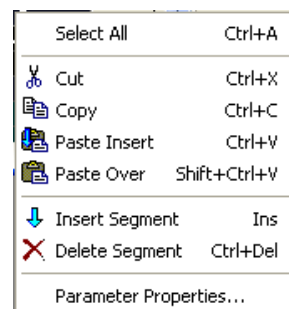 Select All Ctrl+A
Cut Ctrl+X
Copy Ctrl+C
Paste Insert Ctrl+V
Paste Over Shift+Ctrl+V
Insert Segment Ins
Delete Segment Ctrl+Del
Parameter Properties...